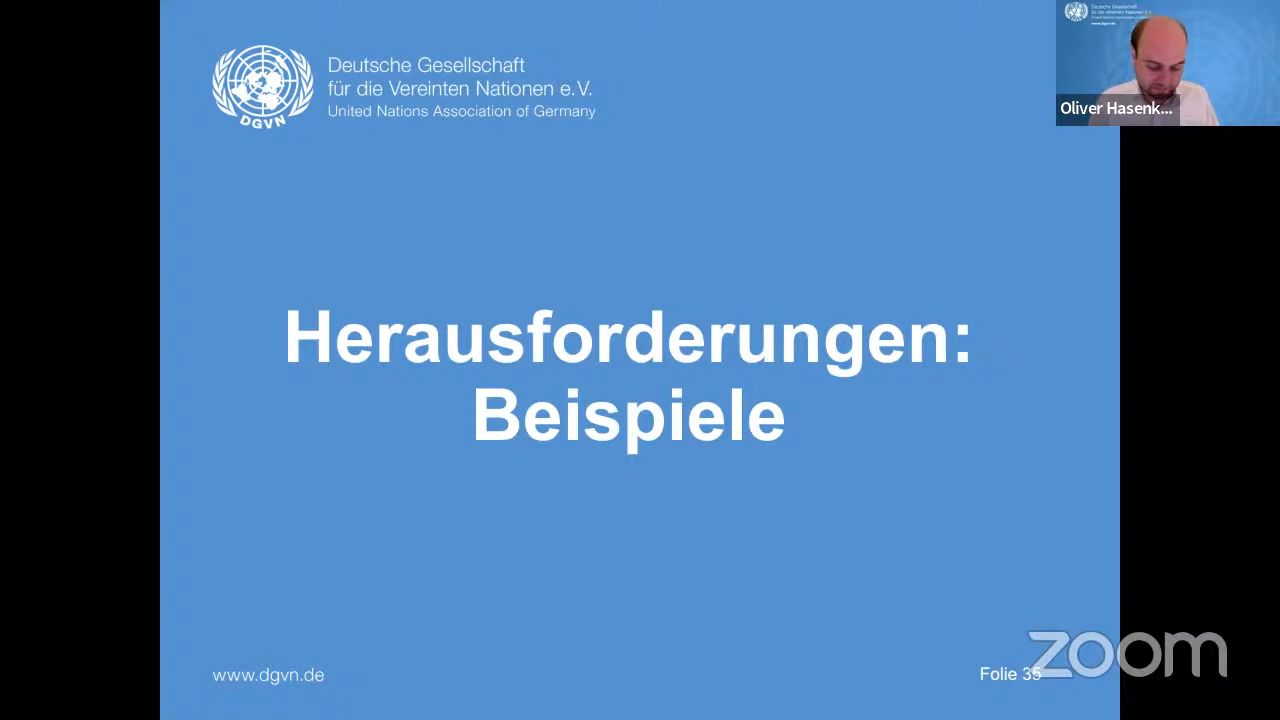 Deutsche Gesellschaft
für die Vereinten Nationen e.V.
United Nations Association of Germany
DGVN
Oliver Hasenk...
Herausforderungen:
Beispiele
www.dgvn.de
Folie 35
zoom